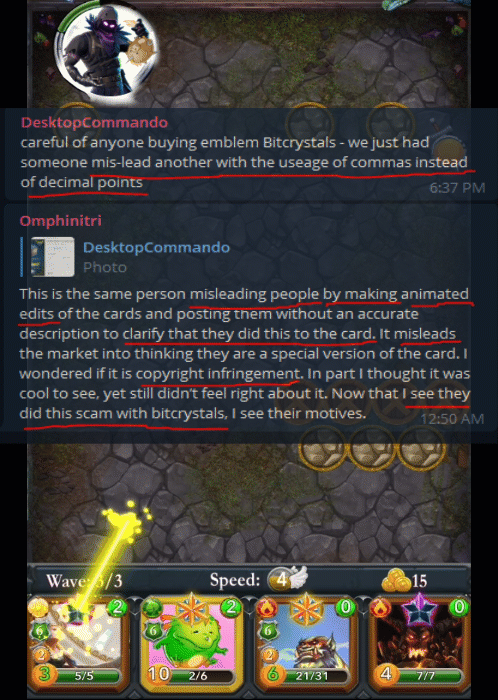 DesktopCommando
careful of anyone buying emblem Bitcrystals - we just had
someone mis-lead another with the useage of commas instead
of decimal points
6:37 PM
Omphinitri
DesktopCommando
Photo
This is the same person misleading people by making animated
edits of the cards and posting them without an accurate
description to clarify that they did this to the card. It misleads
the market into thinking they are a special version of the card. I
wondered if it is copyright infringement. In part I thought it was
cool to see, yet still didn't feel right about it. Now that I see they
did this scam with bitcrystals, I see their motives.
12:50 AM
Wave: /3 Speed: 4 15
2 2 0 0
6 6 6
2 2
3 5/5 10 2/6 6 21/31 4 7/7